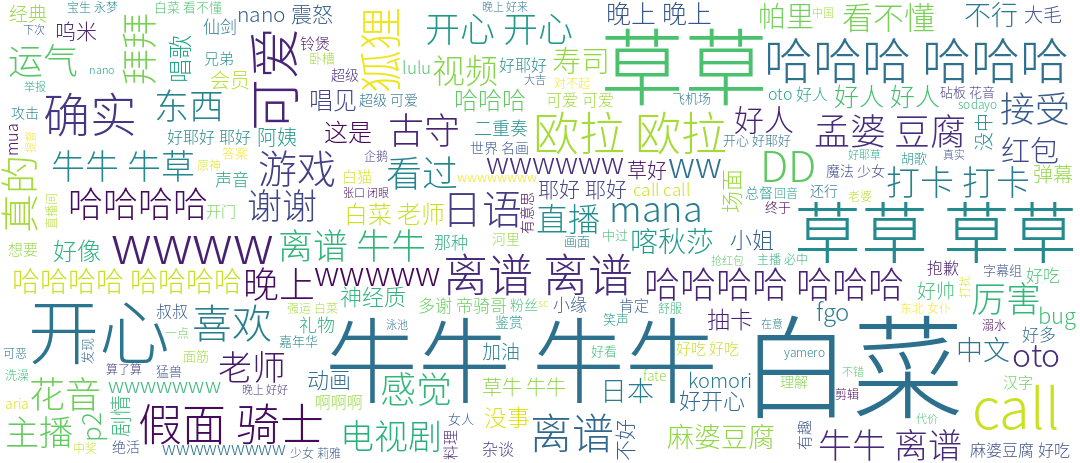 宝生 永梦
晚上 好来
经典
白菜 看不懂
nano 震怒
晚上 晚上
帕里
中国
看不懂
不行
大毛
下次
呜米
拜拜
仙剑
铃煲
开心 开心
草草
哈哈哈 哈哈哈
运气
唱歌
兄弟
卧槽
狐狸
lulu
视频
好耶好
寿司
nano
举报
会员
可爱
超级
大吉
对不起
确实
东西
唱见
超级 可爱
哈哈哈
可爱 可爱
飞机场
oto 好人
好人 好人
砧板 花音
sodayo
接受
攻击
mua
好耶好 耶好
阿姨
这是
古守
二重奏
欧拉 欧拉
好人
开心 好耶好
孟婆 豆腐
没中
红包
真的
牛牛 牛草
答案
原神
企鹅
世界 名画
好耶草
胡歌
真实
声音
游戏
白猫
看过
wwwwww
草好
ww
DD
魔法 少女
打卡 打卡
弹幕
直播间
哈哈哈哈
开门
谢谢
张口 闭眼
wwwwwwww
耶好 耶好
call call
场面
总督
回音
还行
老婆
白菜 老师
日语
有意思
直播
mana
终于
草草 草草
想要
好像
wwww
离谱 牛牛
那种
河里
画面
中过
喀秋莎
小姐
主播 必中
抢红包
哈哈哈哈 哈哈哈哈
晚上
wwwww
离谱 离谱
哈哈哈哈 哈哈哈
抱歉
字幕组
好吃
叔叔
强运 白菜
神经质
多谢 帝骑哥
粉丝
sc
小缘
肯定
舒服
好帅
打枪
厉害
开心
喜欢
礼物
泳池
鉴赏
笑声
抽卡
fgo
东北 女仆
bug
一点
嘉年华
牛牛 牛牛
在意
白菜
溺水
好多
可恶
发现
面筋
老师
加油
好看
好吃 好吃
yamero
中文
oto
洗澡
算了算
猛兽
动画
感觉
日本
fate
komori
理解
不错
汉字
aria
花音
wwwwwww
晚上 好好
啊啊啊
草牛 牛牛
好开心
剪辑
call
主播
p2
剧情
假面 骑士
女人
没事
离谱
不好
代价
中奖
绝活
电视剧
料理
麻婆豆腐
有趣
牛牛 离谱
wwwwwwwwww
少女 莉雅
杂谈
麻婆豆腐 好吃